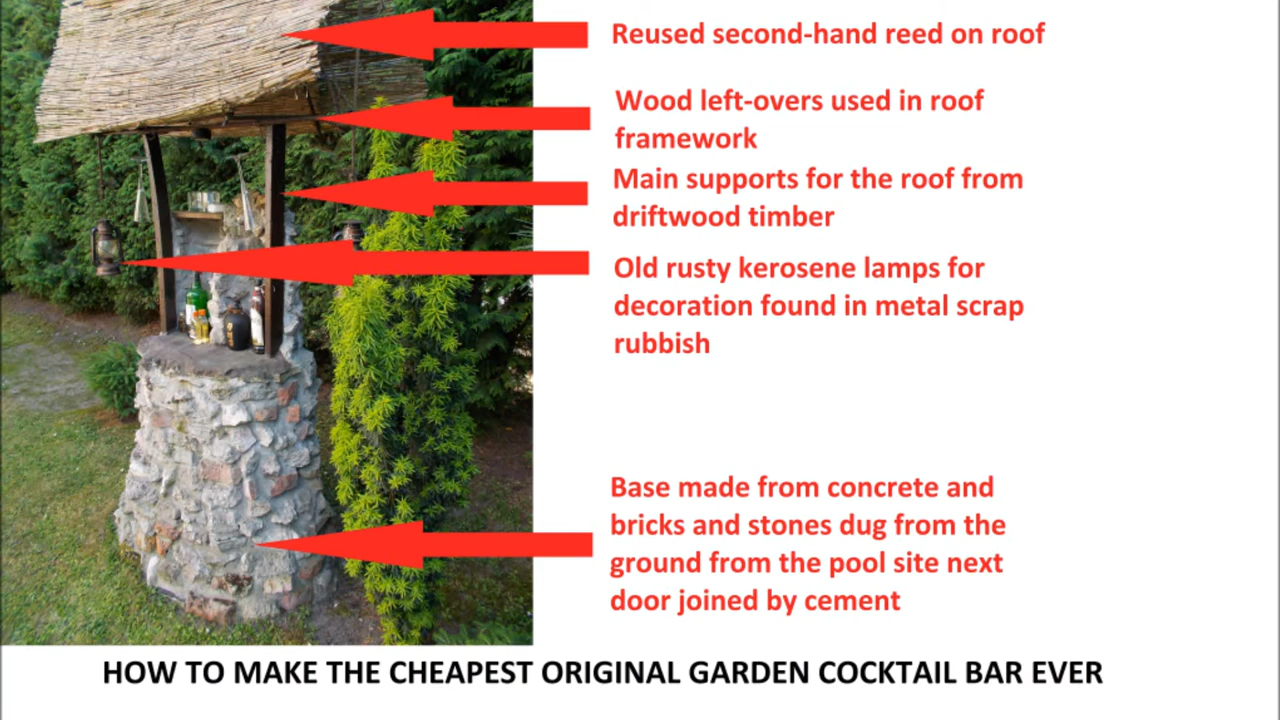 Reused second-hand reed on roof
Wood left-overs used in roof
framework
Main supports for the roof from
driftwood timber
Old rusty kerosene lamps for
decoration found in metal scrap
rubbish
Base made from concrete and
bricks and stones dug from the
ground from the pool site next
door joined by cement
HOW TO MAKE THE CHEAPEST ORIGINAL GARDEN COCKTAIL BAR EVER